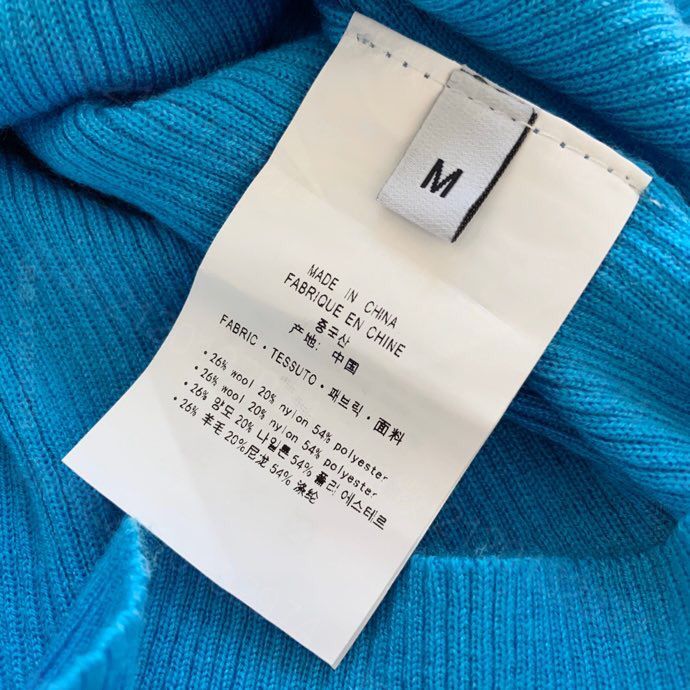 M
MADE IN CHINA
FABRIQUE EN CHINE
중국산
产地: 中国
FABRIC · TESSUTO · 패브릭 · 面料
· 26% wool 20% nylon 54% polyester
· 26% wool 20% nylon 54% polyester
· 26% 양도 20% 나일론 54% 폴리 에스타르
· 26% 羊毛 20%尼龙 54% 涤纶